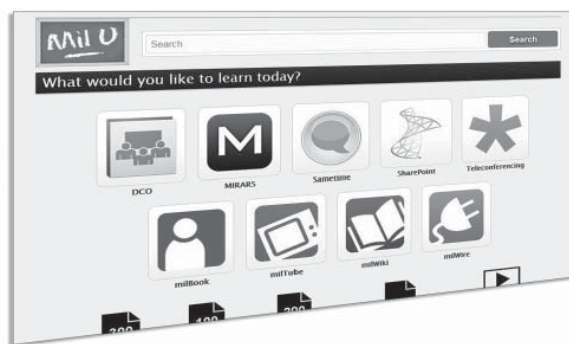 Mil U
Search Search
What would you like to learn today?
DCO MIRARS Sametime SharePoint Teleconferencing
milBook milTube milWiki milWire